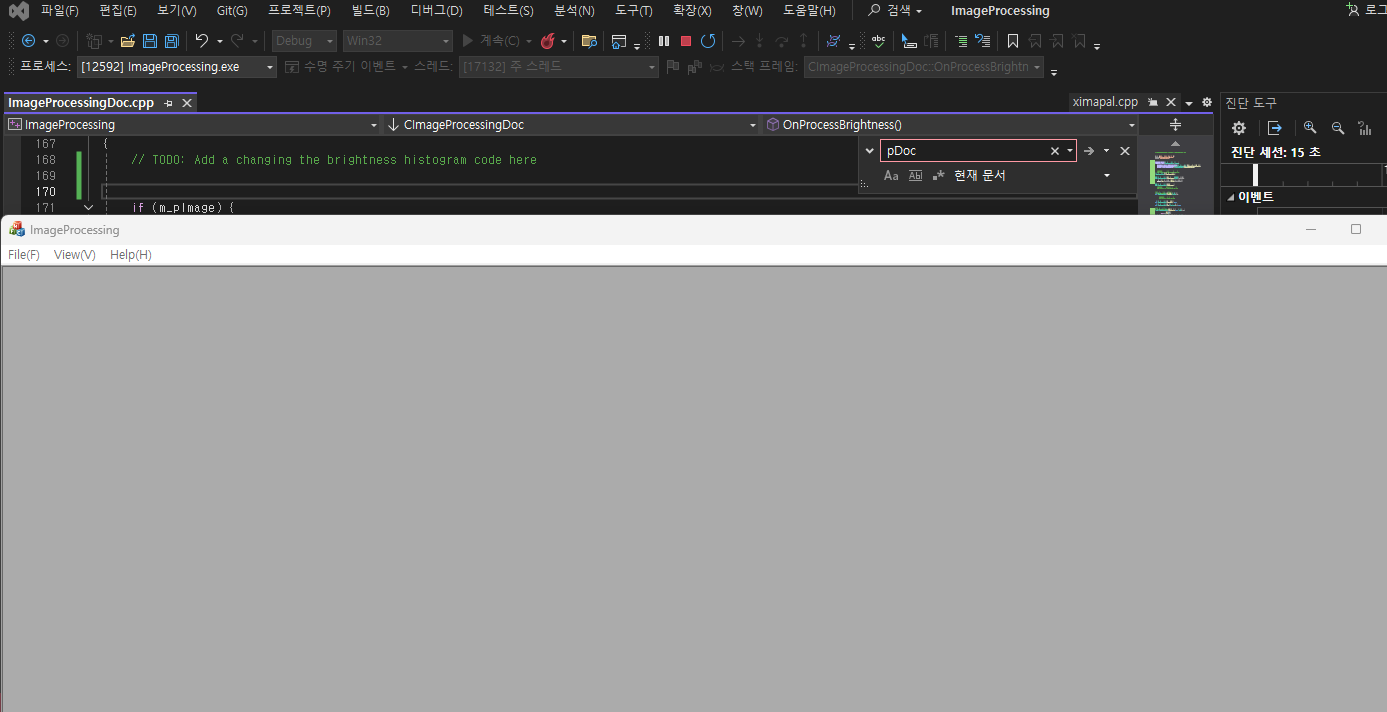 파일(F) 편집(E) 보기(V) Git(G) 프로젝트(P) 빌드(B) 디버그(D) 테스트(S) 분석(N) 도구(T) 확장(X) 창(W) 도움말(H) 검색 ImageProcessing 로그
Debug Win32 계속(C)
프로세스: [12592] ImageProcessing.exe 수명 주기 이벤트 스레드: [17132] 주 스레드 스택 프레임: CImageProcessingDoc::OnProcessBrightn
ImageProcessingDoc.cpp ximapal.cpp 진단 도구
ImageProcessing CImageProcessingDoc OnProcessBrightness()
167 {
168 // TODO: Add a changing the brightness histogram code here
169
170
171 if (m_pImage) {
pDoc
Aa Ab 현재 문서
진단 세션: 15 초
이벤트
ImageProcessing
File(F) View(V) Help(H)